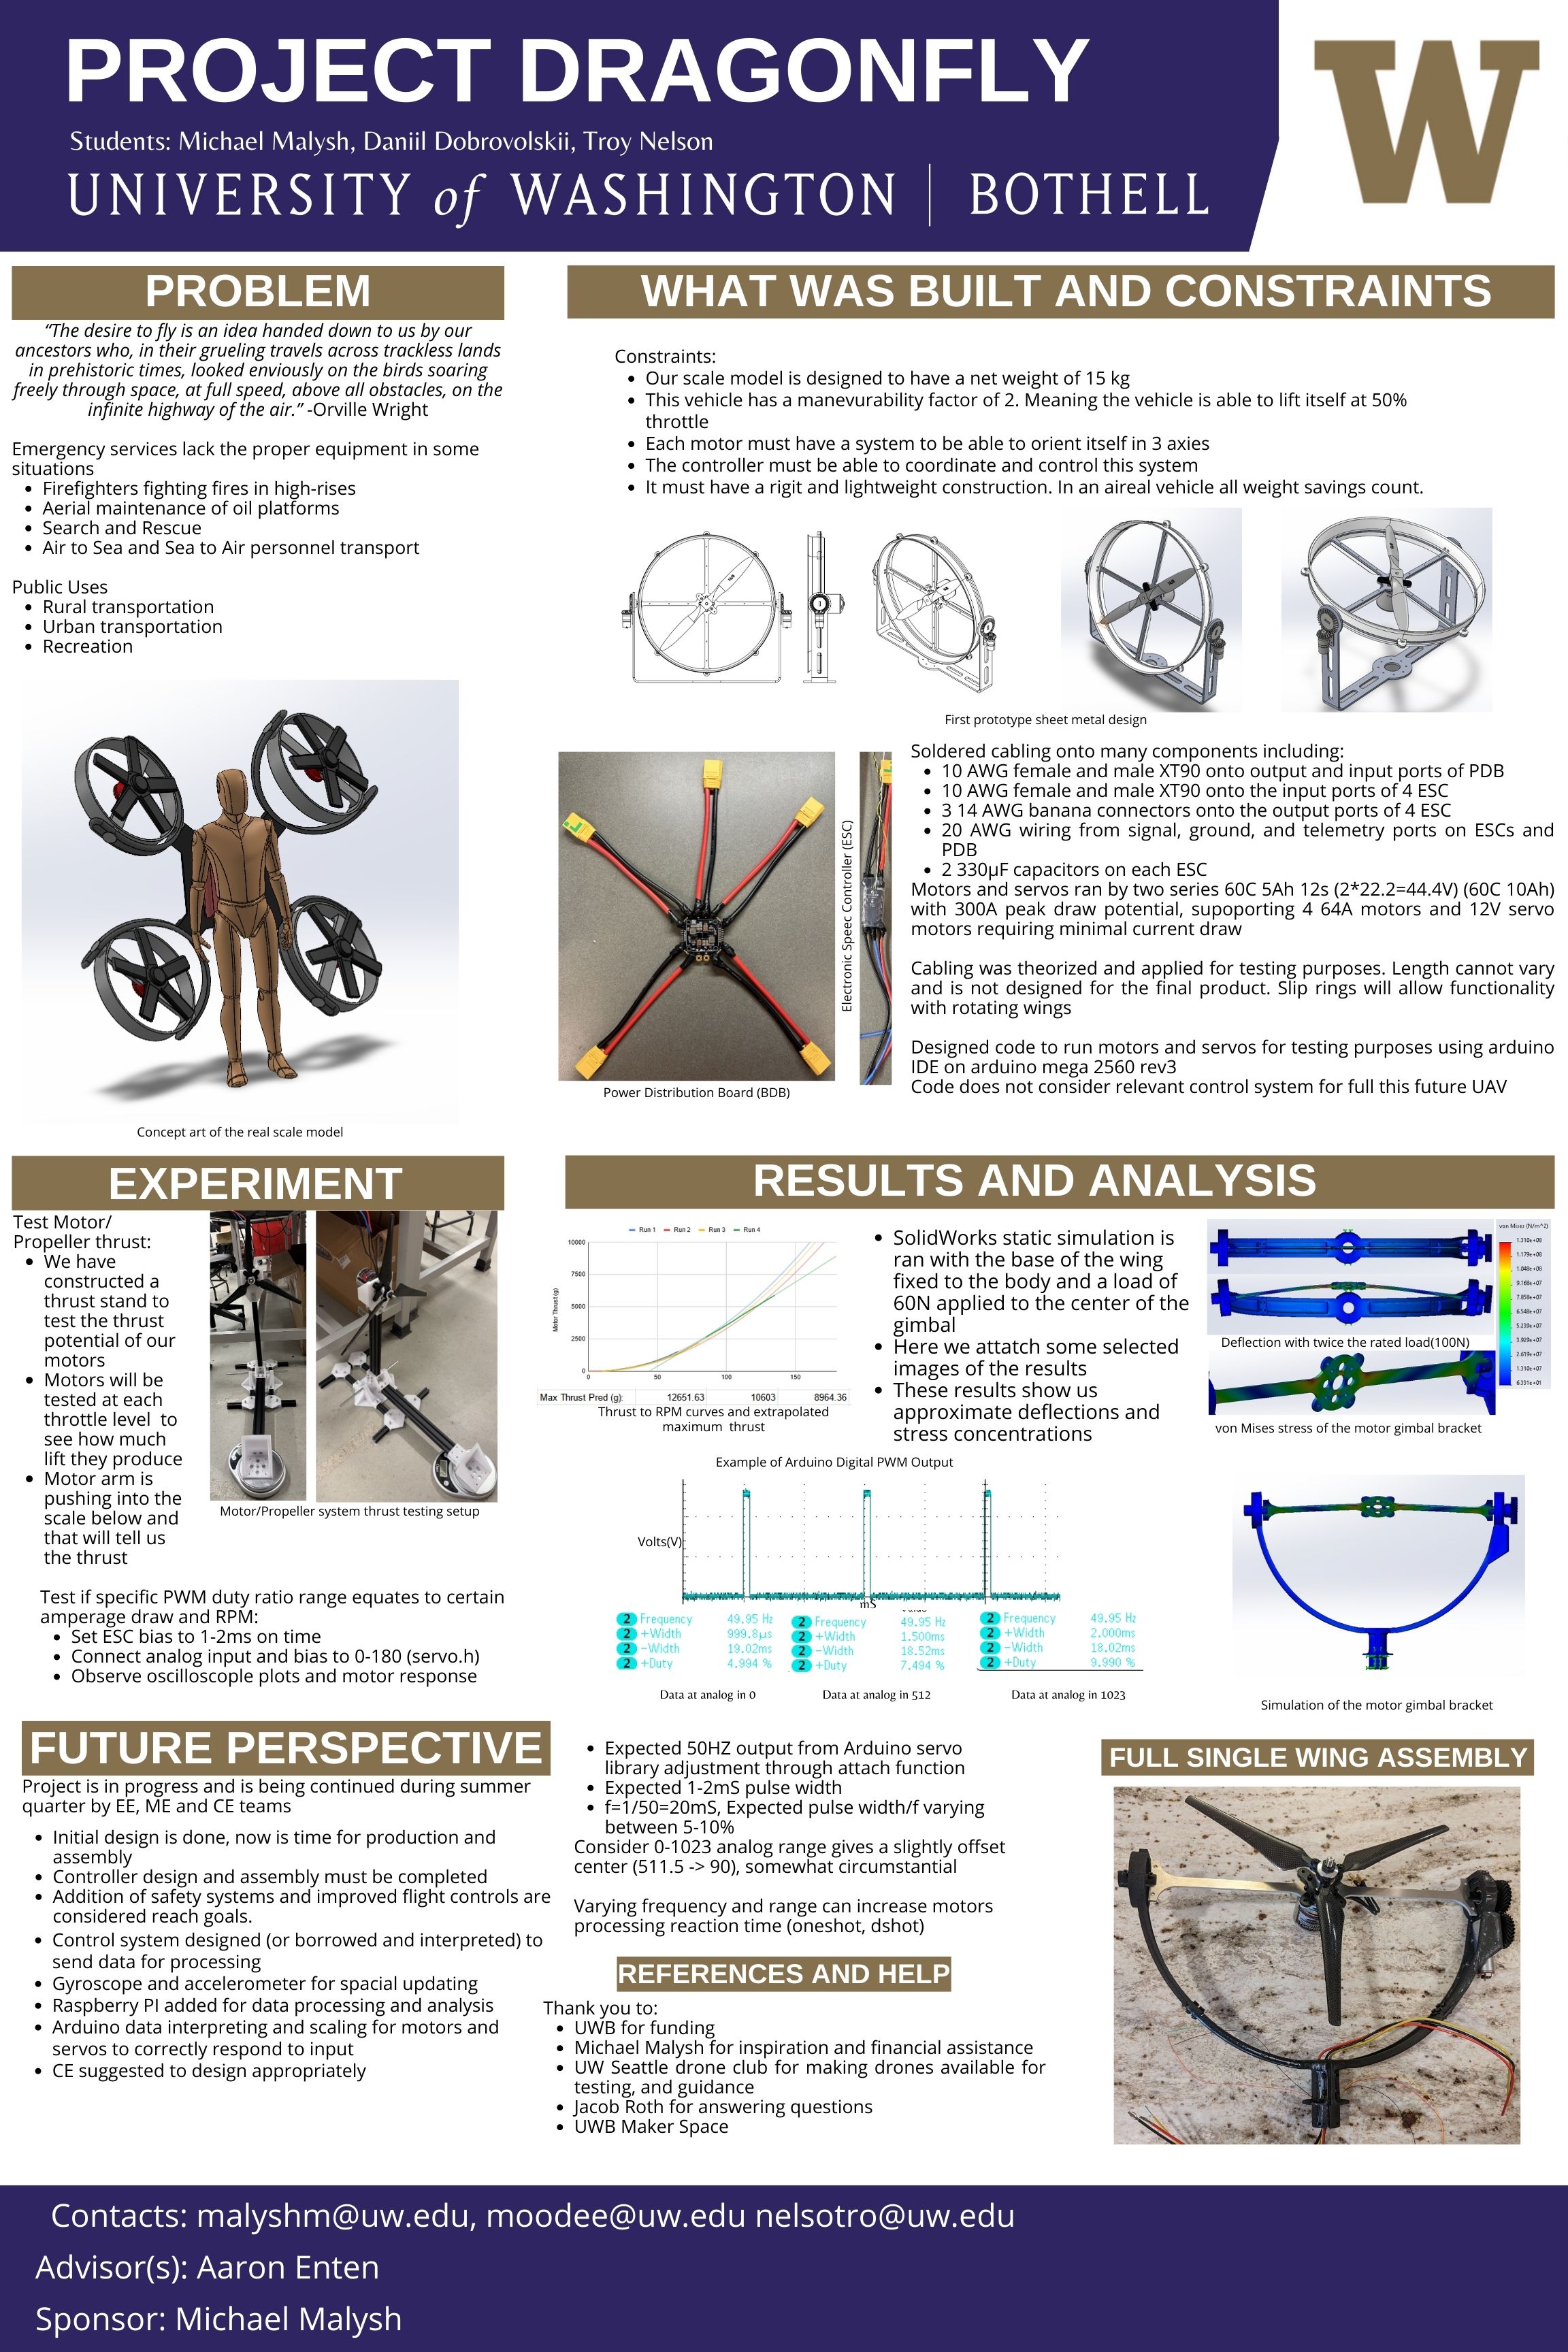 PROJECT DRAGONFLY
Students: Michael Malysh, Daniil Dobrovolskii, Troy Nelson
UNIVERSITY of WASHINGTON | BOTHELL
W
PROBLEM
“The desire to fly is an idea handed down to us by our
ancestors who, in their grueling travels across trackless lands
in prehistoric times, looked enviously on the birds soaring
freely through space, at full speed, above all obstacles, on the
infinite highway of the air.” -Orville Wright
Emergency services lack the proper equipment in some
situations
• Firefighters fighting fires in high-rises
• Aerial maintenance of oil platforms
• Search and Rescue
• Air to Sea and Sea to Air personnel transport
Public Uses
• Rural transportation
• Urban transportation
• Recreation
Concept art of the real scale model
WHAT WAS BUILT AND CONSTRAINTS
Constraints:
• Our scale model is designed to have a net weight of 15 kg
• This vehicle has a manevurability factor of 2. Meaning the vehicle is able to lift itself at 50%
throttle
• Each motor must have a system to be able to orient itself in 3 axies
• The controller must be able to coordinate and control this system
• It must have a rigit and lightweight construction. In an aireal vehicle all weight savings count.
First prototype sheet metal design
Power Distribution Board (BDB)
Electronic Speec Controller (ESC)
Soldered cabling onto many components including:
• 10 AWG female and male XT90 onto output and input ports of PDB
• 10 AWG female and male XT90 onto the input ports of 4 ESC
• 3 14 AWG banana connectors onto the output ports of 4 ESC
• 20 AWG wiring from signal, ground, and telemetry ports on ESCs and
PDB
• 2 330µF capacitors on each ESC
Motors and servos ran by two series 60C 5Ah 12s (2*22.2=44.4V) (60C 10Ah)
with 300A peak draw potential, supoporting 4 64A motors and 12V servo
motors requiring minimal current draw
Cabling was theorized and applied for testing purposes. Length cannot vary
and is not designed for the final product. Slip rings will allow functionality
with rotating wings
Designed code to run motors and servos for testing purposes using arduino
IDE on arduino mega 2560 rev3
Code does not consider relevant control system for full this future UAV
EXPERIMENT
Test Motor/
Propeller thrust:
• We have
constructed a
thrust stand to
test the thrust
potential of our
motors
• Motors will be
tested at each
throttle level to
see how much
lift they produce
• Motor arm is
pushing into the
scale below and
that will tell us
the thrust
Motor/Propeller system thrust testing setup
Test if specific PWM duty ratio range equates to certain
amperage draw and RPM:
• Set ESC bias to 1-2ms on time
• Connect analog input and bias to 0-180 (servo.h)
• Observe oscilloscope plots and motor response
RESULTS AND ANALYSIS
Run 1 Run 2 Run 3 Run 4
Motor Thrust (g)
10000
7500
5000
2500
0
0 50 100 150
Max Thrust Pred (g): 12651.63 10603 8964.36
Thrust to RPM curves and extrapolated
maximum thrust
• SolidWorks static simulation is
ran with the base of the wing
fixed to the body and a load of
60N applied to the center of the
gimbal
• Here we attatch some selected
images of the results
• These results show us
approximate deflections and
stress concentrations
von Mises (N/m^2)
1.310e+08
1.179e+08
1.048e+08
9.168e+07
7.858e+07
6.548e+07
5.239e+07
3.929e+07
2.619e+07
1.310e+07
6.331e+01
Deflection with twice the rated load(100N)
von Mises stress of the motor gimbal bracket
Example of Arduino Digital PWM Output
Volts(V)
mS
2 Frequency 49.95 Hz
2 +Width 999.8µs
2 -Width 19.02ms
2 +Duty 4.994 %
2 Frequency 49.95 Hz
2 +Width 1.500ms
2 -Width 18.52ms
2 +Duty 7.494 %
2 Frequency 49.95 Hz
2 +Width 2.000ms
2 -Width 18.02ms
2 +Duty 9.990 %
Data at analog in 0
Data at analog in 512
Data at analog in 1023
Simulation of the motor gimbal bracket
FUTURE PERSPECTIVE
Project is in progress and is being continued during summer
quarter by EE, ME and CE teams
• Initial design is done, now is time for production and
assembly
• Controller design and assembly must be completed
• Addition of safety systems and improved flight controls are
considered reach goals.
• Control system designed (or borrowed and interpreted) to
send data for processing
• Gyroscope and accelerometer for spacial updating
• Raspberry PI added for data processing and analysis
• Arduino data interpreting and scaling for motors and
servos to correctly respond to input
• CE suggested to design appropriately
• Expected 50HZ output from Arduino servo
library adjustment through attach function
• Expected 1-2mS pulse width
• f=1/50=20mS, Expected pulse width/f varying
between 5-10%
Consider 0-1023 analog range gives a slightly offset
center (511.5 -> 90), somewhat circumstantial
Varying frequency and range can increase motors
processing reaction time (oneshot, dshot)
REFERENCES AND HELP
Thank you to:
• UWB for funding
• Michael Malysh for inspiration and financial assistance
• UW Seattle drone club for making drones available for
testing, and guidance
• Jacob Roth for answering questions
• UWB Maker Space
FULL SINGLE WING ASSEMBLY
Contacts: malyshm@uw.edu, moodee@uw.edu nelsotro@uw.edu
Advisor(s): Aaron Enten
Sponsor: Michael Malysh